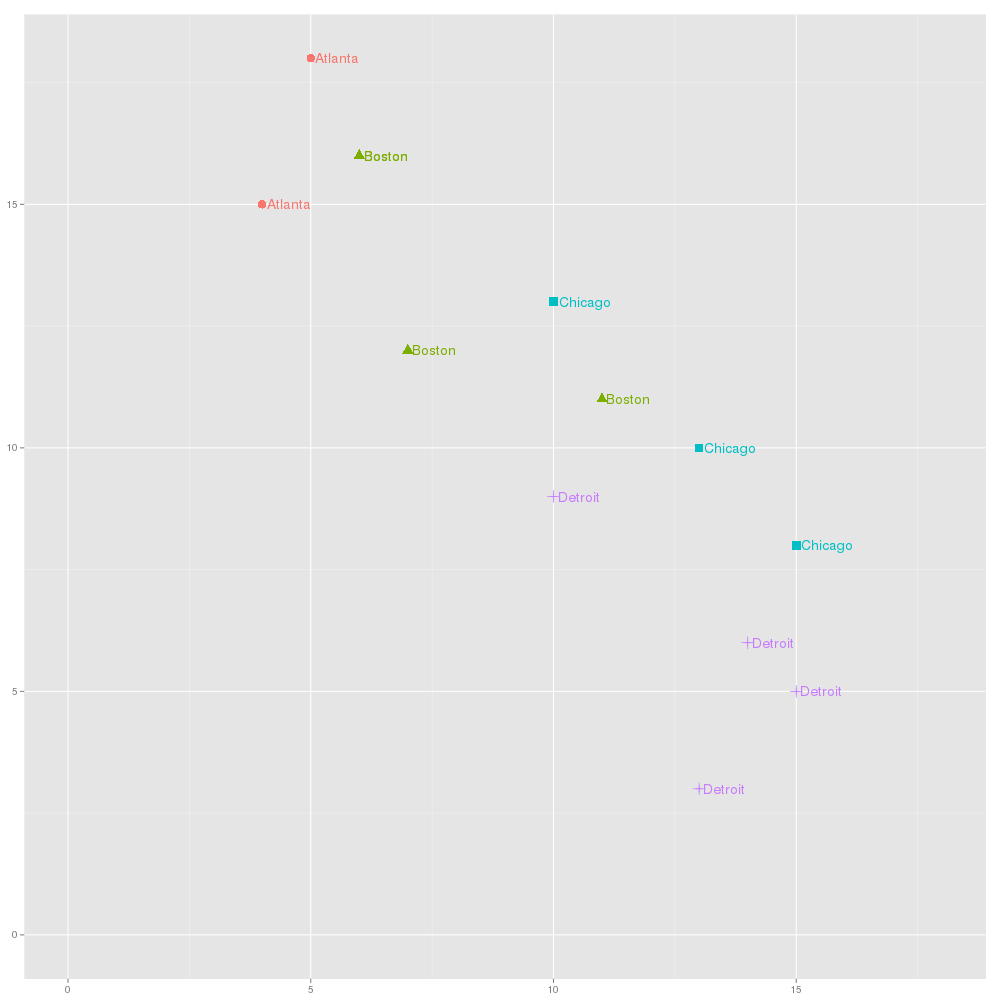 Atlanta
Boston
15
Atlanta
Chicago
Boston
Boston
10
Chicago
Detroit
Chicago
Detroit
5
Detroit
Detroit
0
0 5 10 15